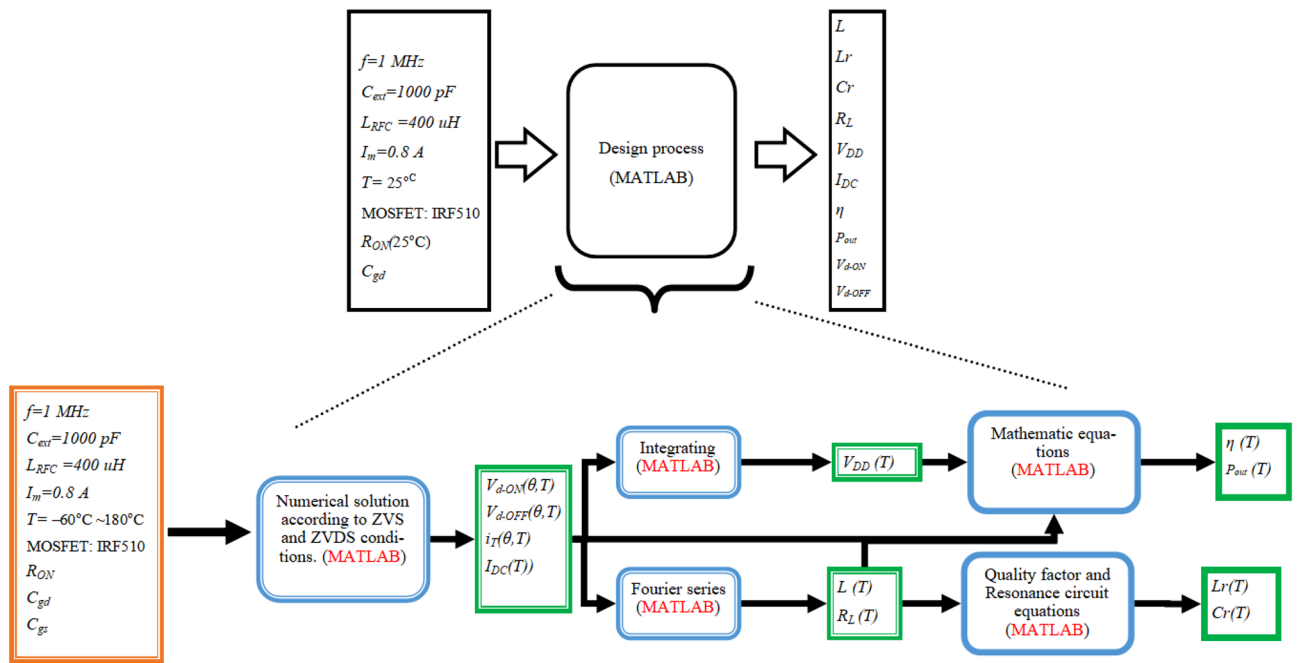 f=1 MHz
Cext=1000 pF
LRFC =400 uH
Im=0.8 A
T= 25°C
MOSFET: IRF510
RON(25°C)
Cgd
Design process
(MATLAB)
L
Lr
Cr
RL
VDD
IDC
η
Pout
Vd-ON
Vd-OFF
f=1 MHz
Cext=1000 pF
LRFC =400 uH
Im=0.8 A
T= –60°C ~180°C
MOSFET: IRF510
RON
Cgd
Cgs
Numerical solution
according to ZVS
and ZVDS condi-
tions. (MATLAB)
Vd-ON(θ,T)
Vd-OFF(θ,T)
iT(θ,T)
IDC(T))
Integrating
(MATLAB)
VDD (T)
Mathematic equa-
tions
(MATLAB)
η (T)
Pout (T)
Fourier series
(MATLAB)
L (T)
RL (T)
Quality factor and
Resonance circuit
equations
(MATLAB)
Lr(T)
Cr(T)